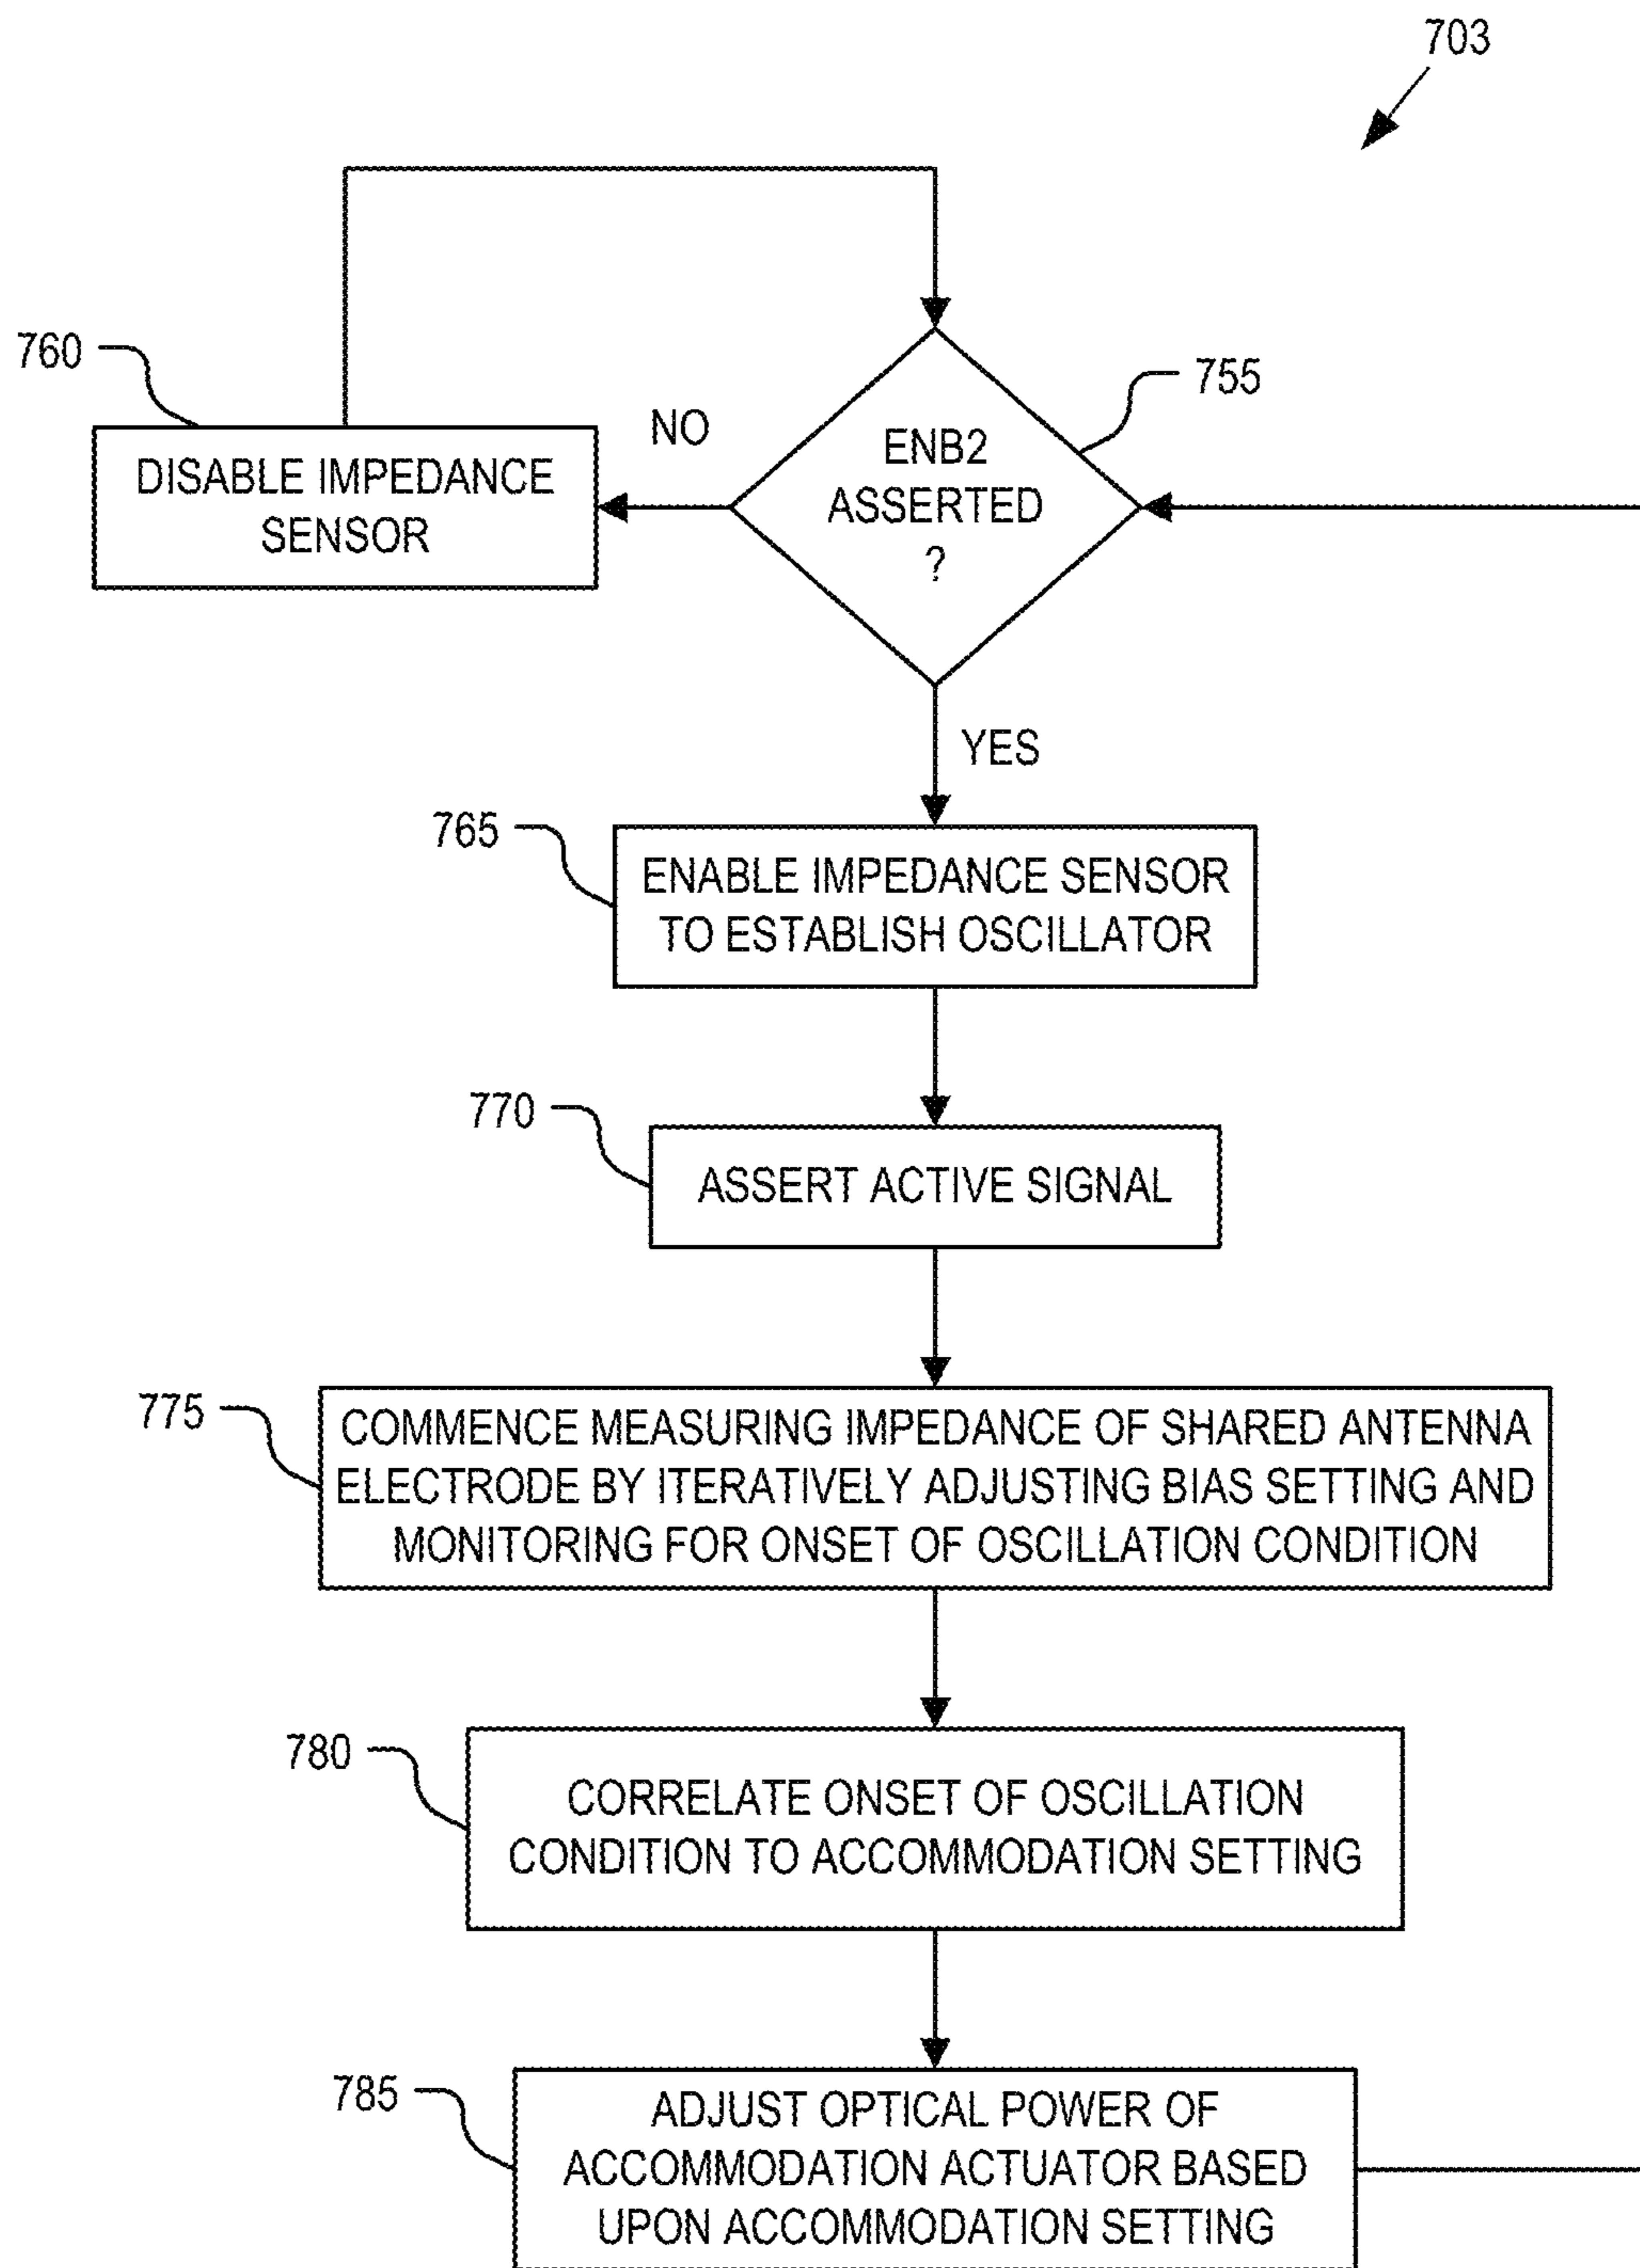 703
760
755
NO
ENB2
ASSERTED
?
DISABLE IMPEDANCE
SENSOR
YES
765
ENABLE IMPEDANCE SENSOR
TO ESTABLISH OSCILLATOR
770
ASSERT ACTIVE SIGNAL
775
COMMENCE MEASURING IMPEDANCE OF SHARED ANTENNA
ELECTRODE BY ITERATIVELY ADJUSTING BIAS SETTING AND
MONITORING FOR ONSET OF OSCILLATION CONDITION
780
CORRELATE ONSET OF OSCILLATION
CONDITION TO ACCOMMODATION SETTING
785
ADJUST OPTICAL POWER OF
ACCOMMODATION ACTUATOR BASED
UPON ACCOMMODATION SETTING